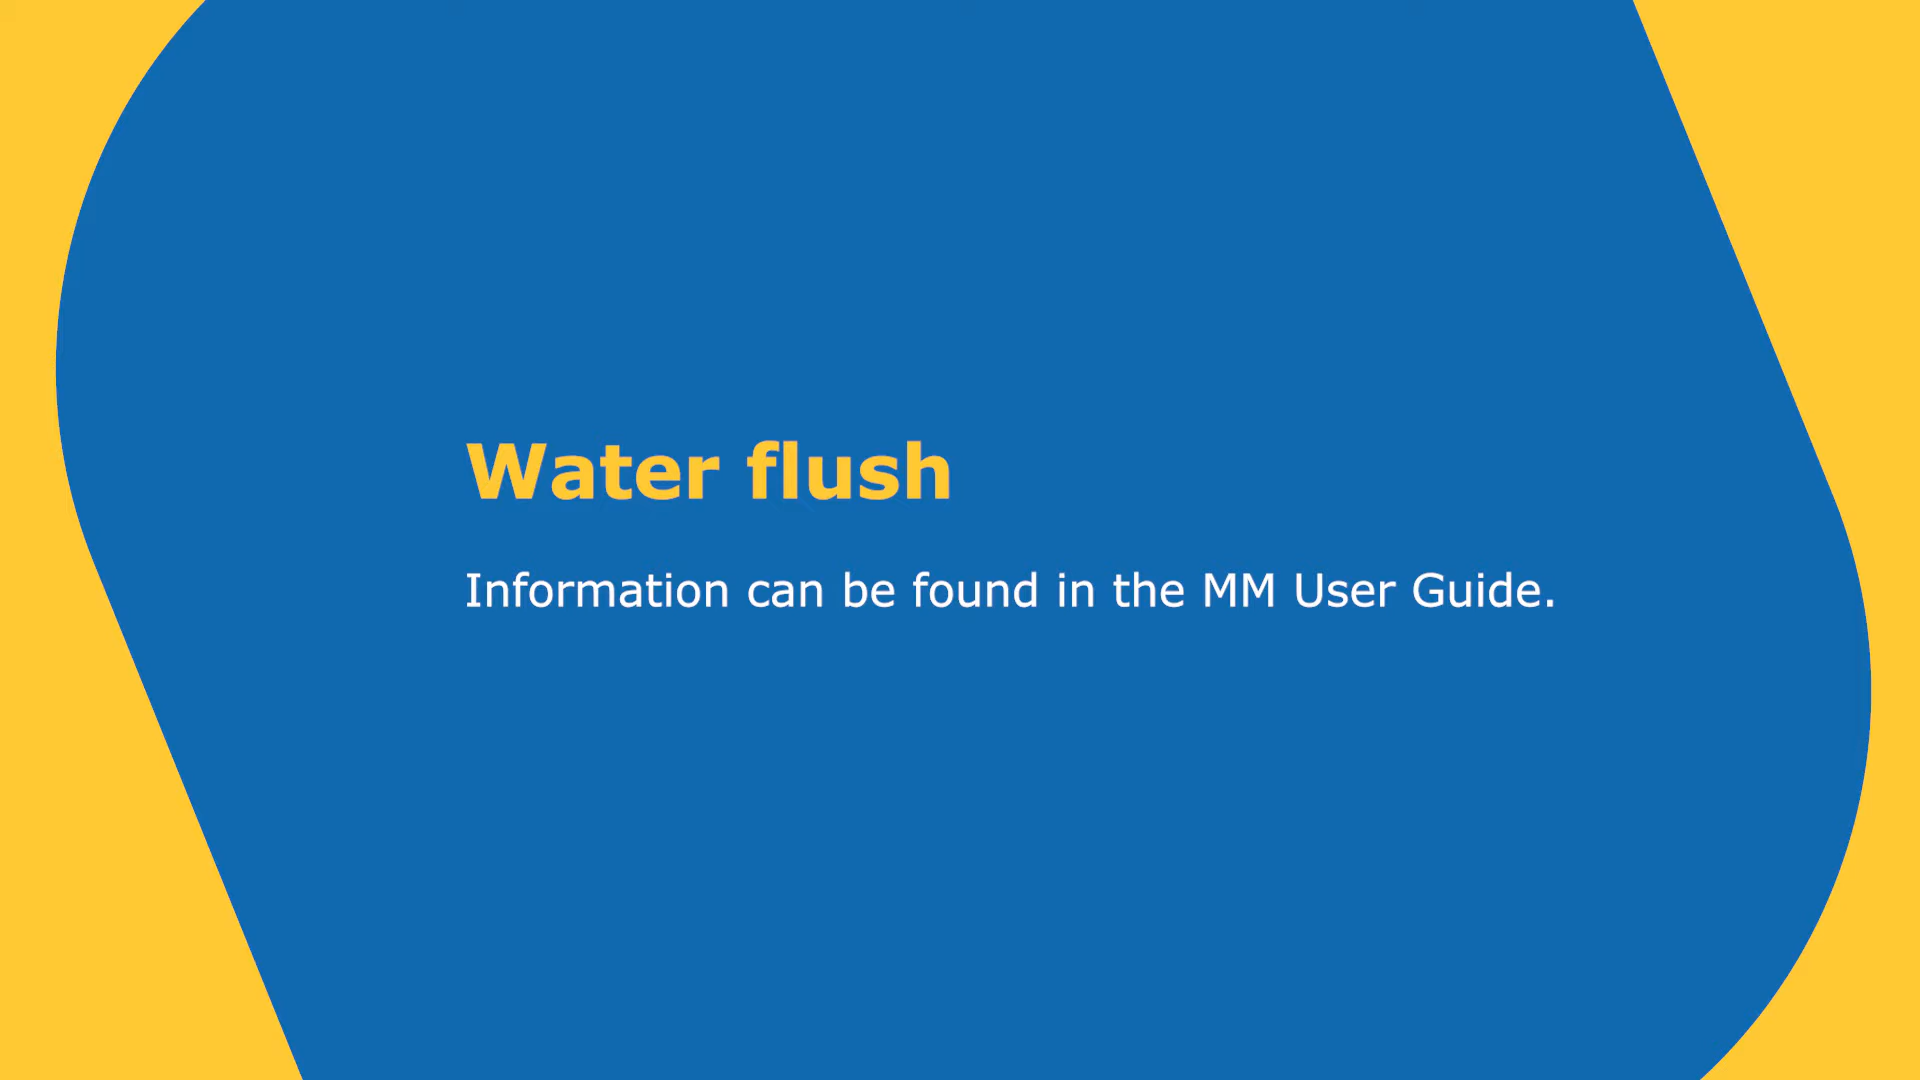 Water flush
Information can be found in the MM User Guide.